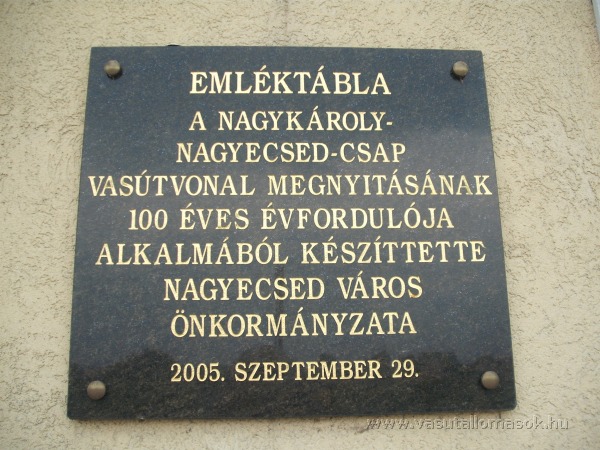 EMLÉKTÁBLA
A NAGYKÁROLY-
NAGYECSED-CSAP
VASÚTVONAL MEGNYITÁSÁNAK
100 ÉVES ÉVFORDULÓJA
ALKALMÁBÓL KÉSZÍTTETTE
NAGYECSED VÁROS
ÖNKORMÁNYZATA
2005. SZEPTEMBER 29.
www.vasutallomasok.hu